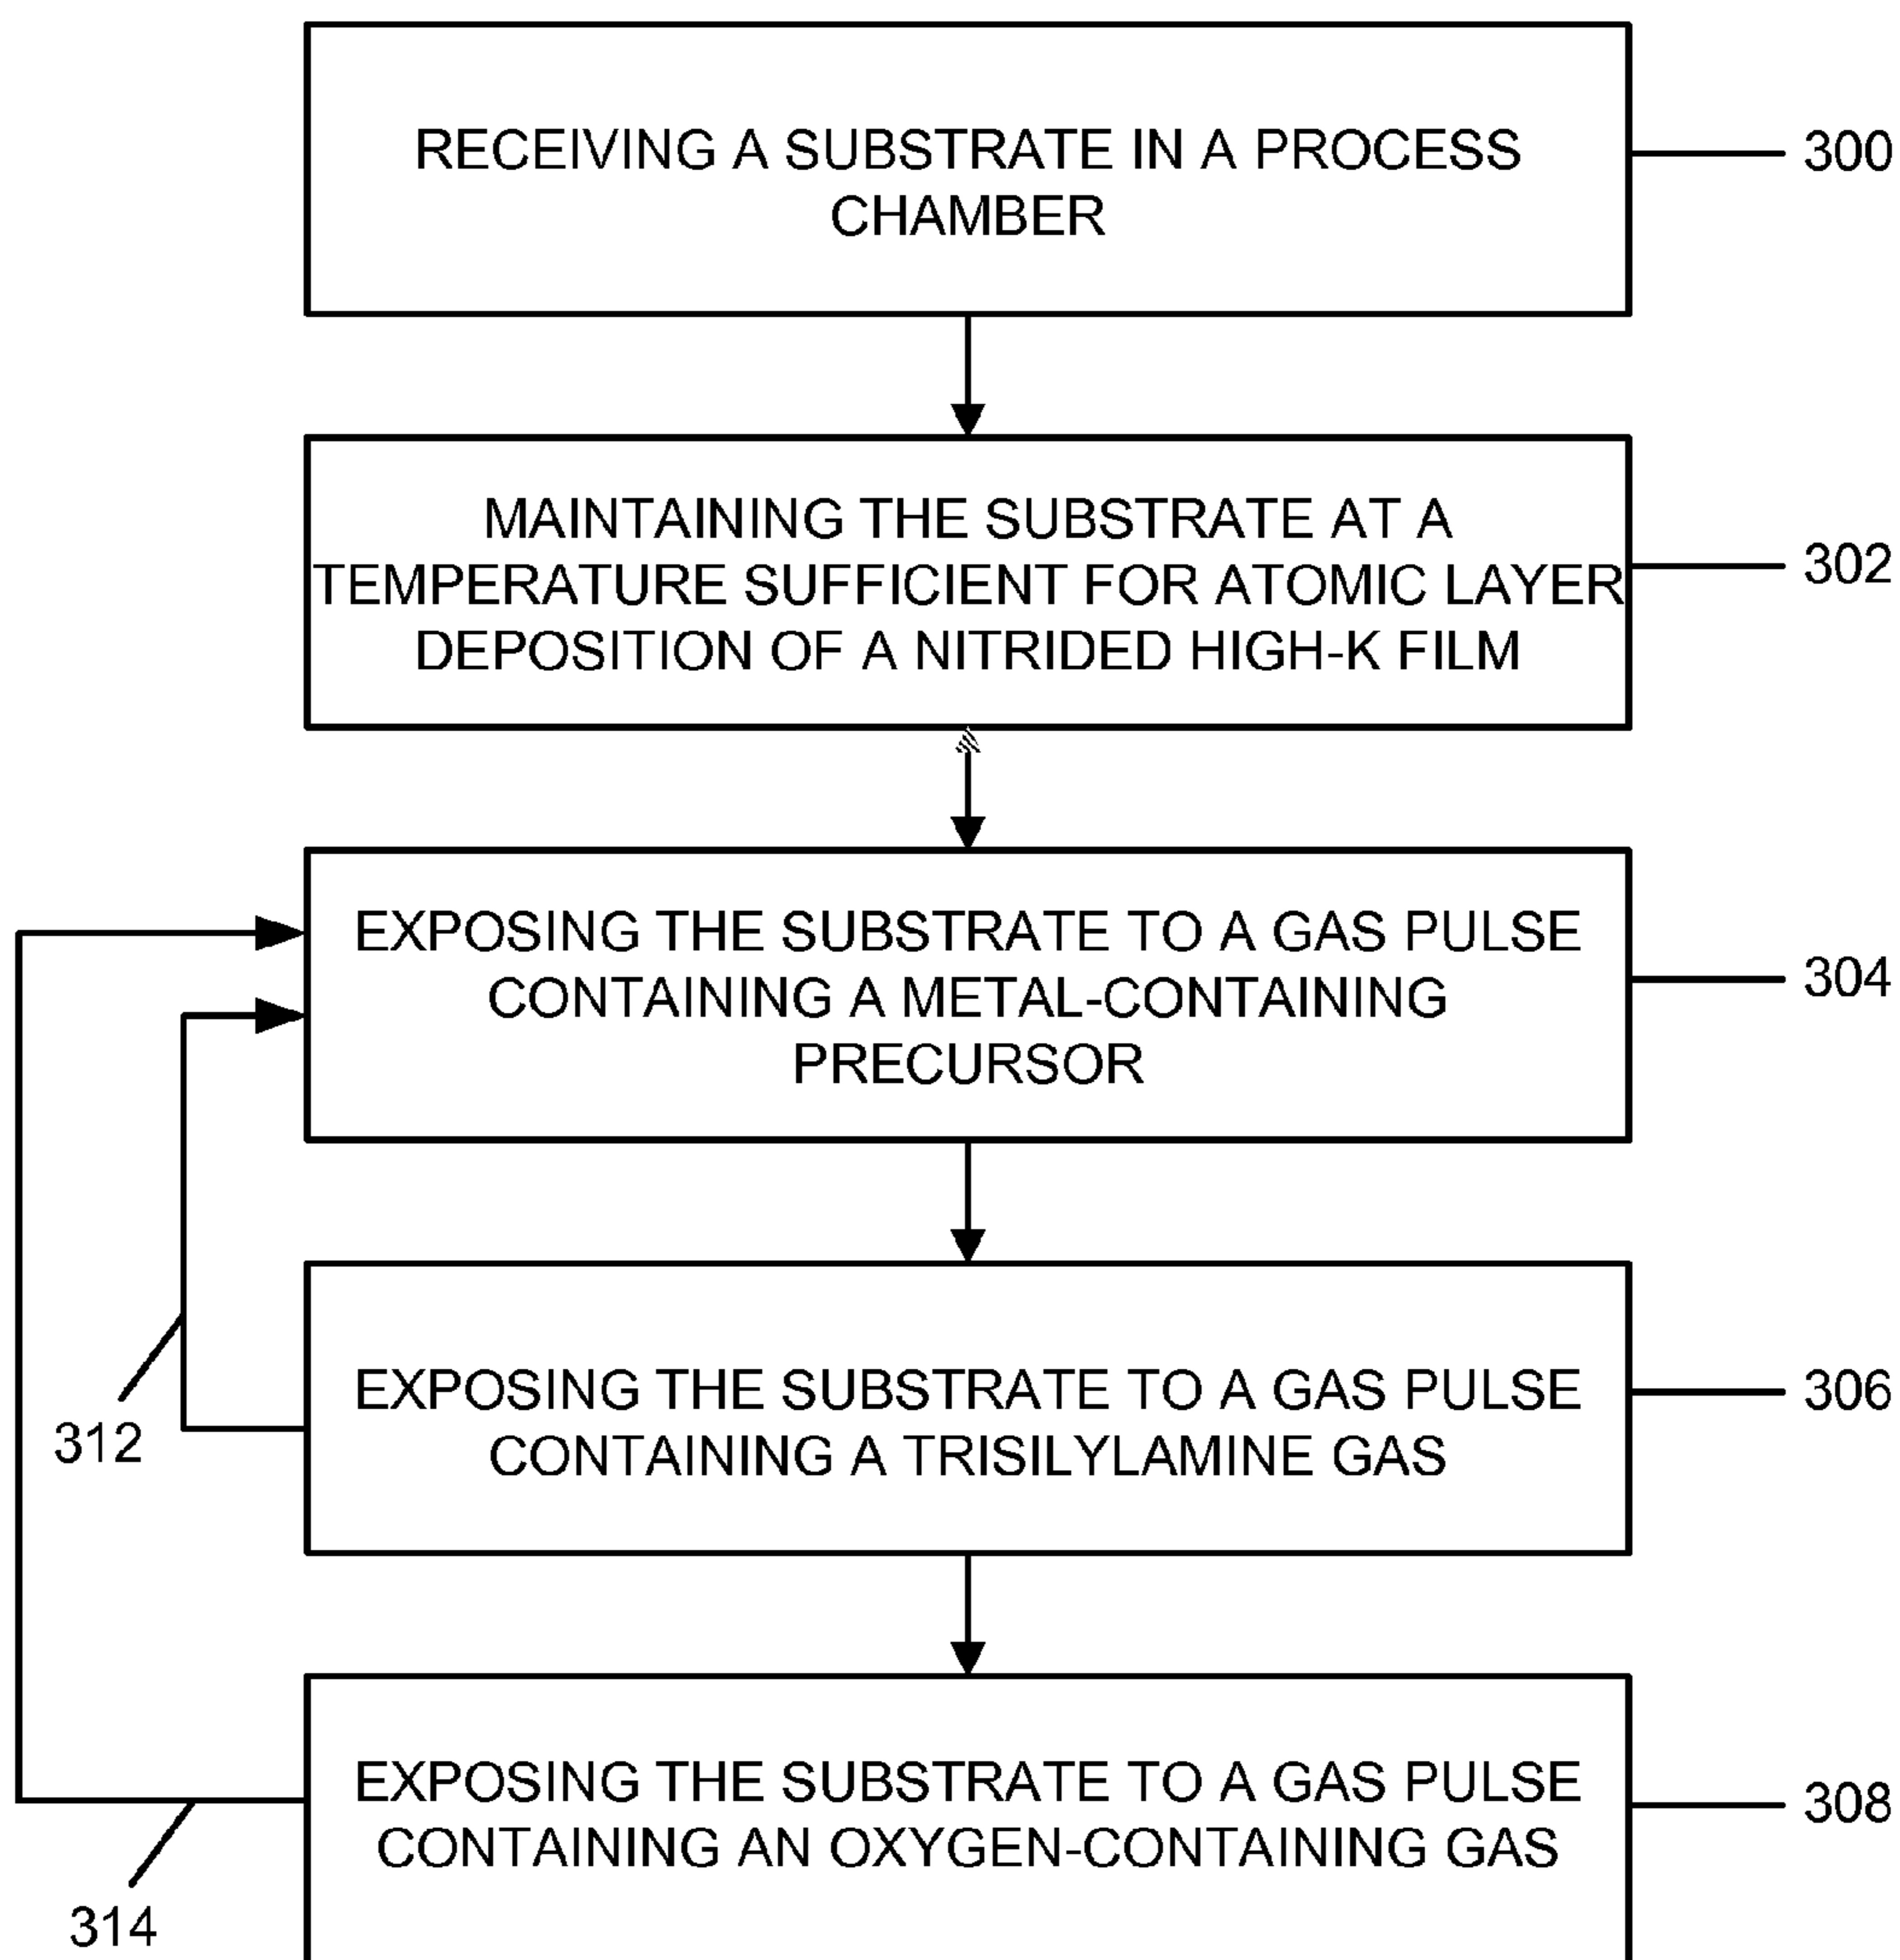 RECEIVING A SUBSTRATE IN A PROCESS
CHAMBER
300
MAINTAINING THE SUBSTRATE AT A
TEMPERATURE SUFFICIENT FOR ATOMIC LAYER
DEPOSITION OF A NITRIDED HIGH-K FILM
302
EXPOSING THE SUBSTRATE TO A GAS PULSE
CONTAINING A METAL-CONTAINING
PRECURSOR
304
EXPOSING THE SUBSTRATE TO A GAS PULSE
CONTAINING A TRISILYLAMINE GAS
306
312
EXPOSING THE SUBSTRATE TO A GAS PULSE
CONTAINING AN OXYGEN-CONTAINING GAS
308
314